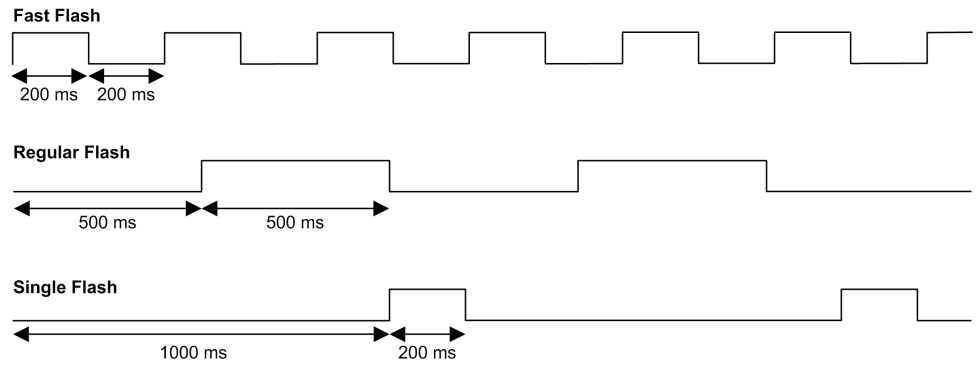 Fast Flash
200 ms 200 ms
Regular Flash
500 ms 500 ms
Single Flash
1000 ms 200 ms